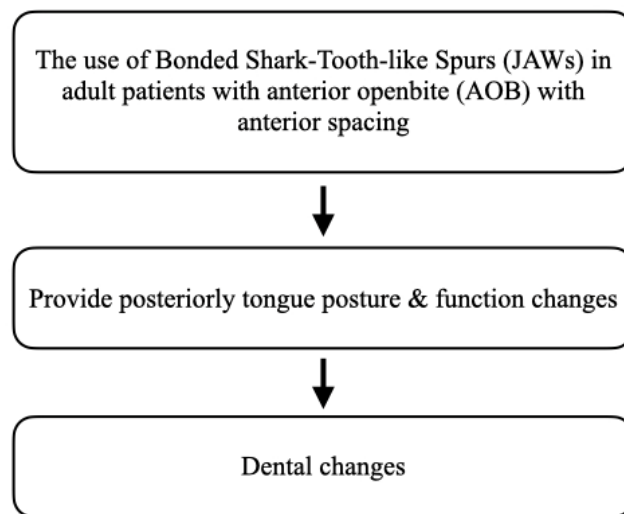 The use of Bonded Shark-Tooth-like Spurs (JAWs) in
adult patients with anterior openbite (AOB) with
anterior spacing
Provide posteriorly tongue posture & function changes
Dental changes